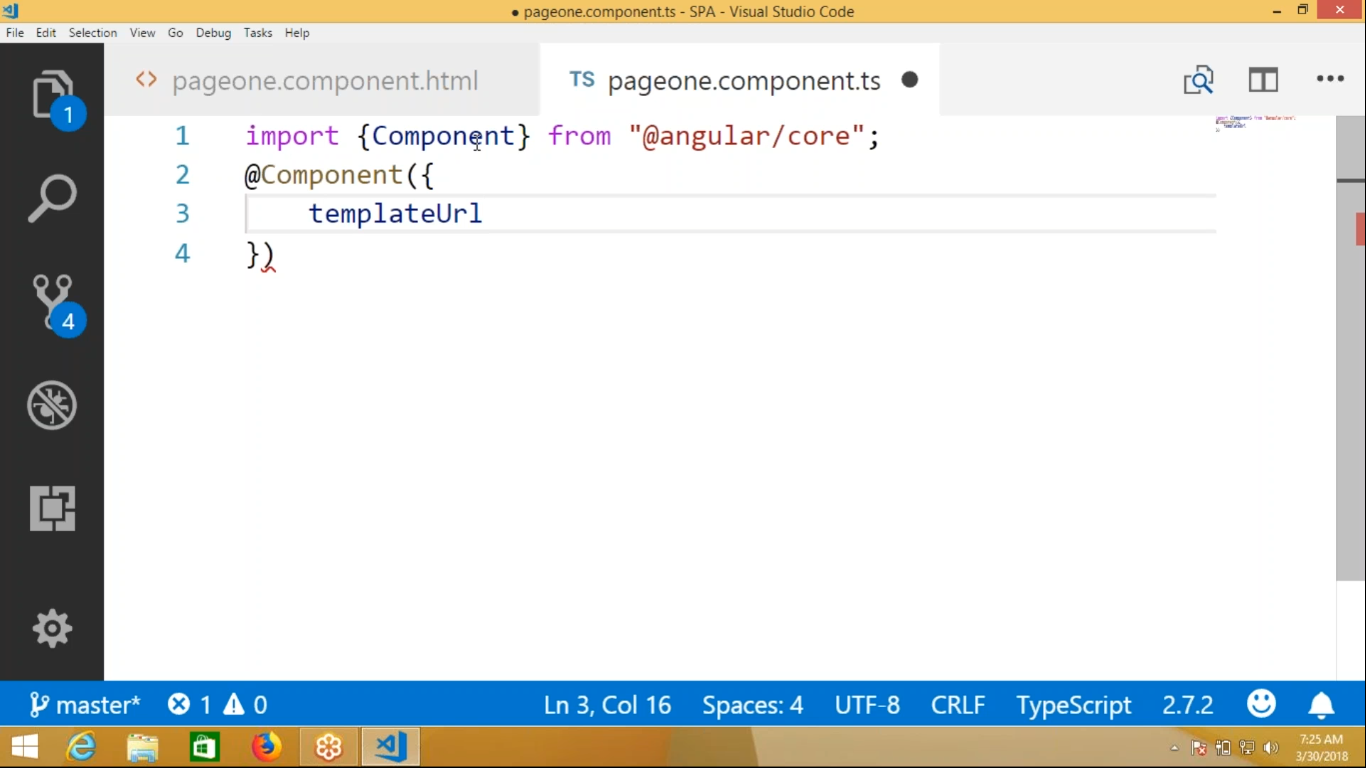 ● pageone.component.ts - SPA - Visual Studio Code
File Edit Selection View Go Debug Tasks Help
<> pageone.component.html TS pageone.component.ts ●
1 import {Component} from "@angular/core";
2 @Component({
3     templateUrl
4 })
1
4
master* 1 0 Ln 3, Col 16 Spaces: 4 UTF-8 CRLF TypeScript 2.7.2
7:25 AM
3/30/2018